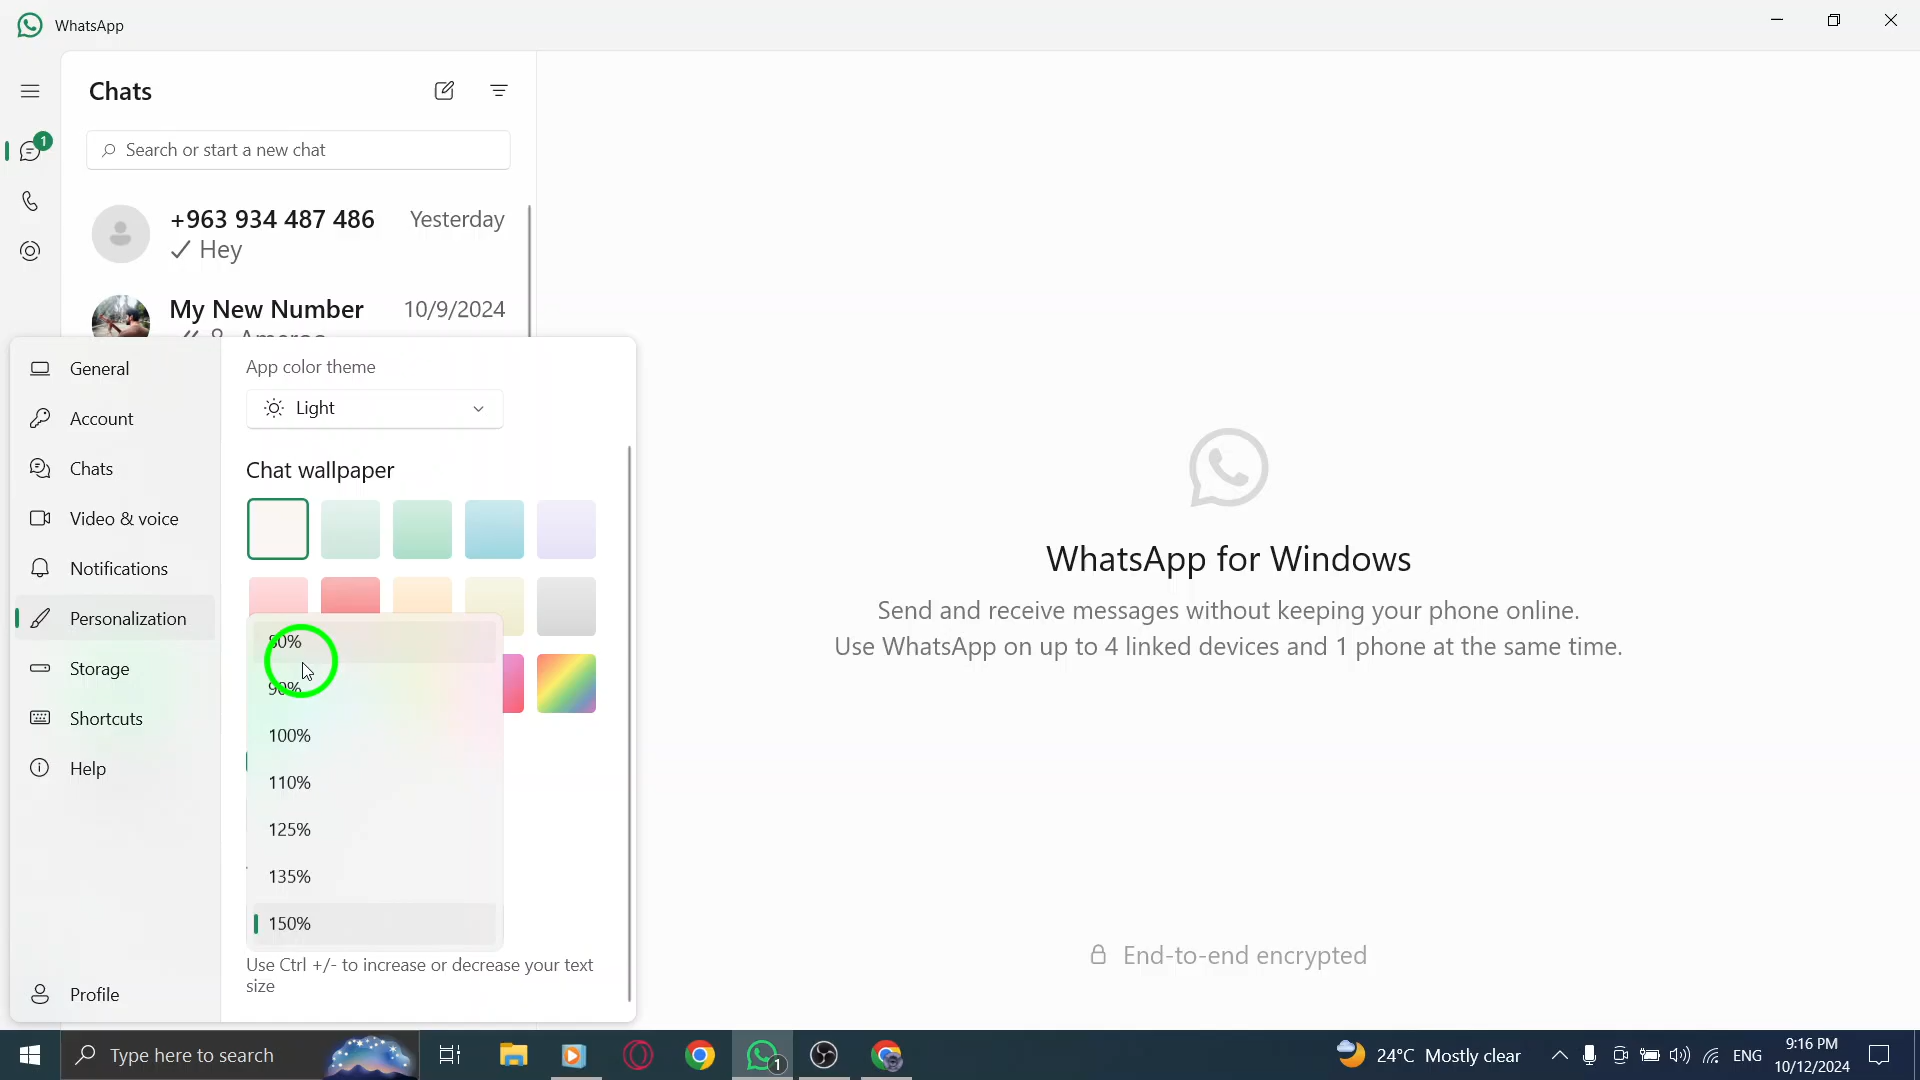 WhatsApp
Chats
1
Search or start a new chat
+963 934 487 486
Yesterday
Hey
My New Number
10/9/2024
General
Account
Chats
Video & voice
Notifications
Personalization
Storage
Shortcuts
Help
Profile
App color theme
Light
Chat wallpaper
80%
90%
100%
110%
125%
135%
150%
Use Ctrl +/- to increase or decrease your text
size
WhatsApp for Windows
Send and receive messages without keeping your phone online.
Use WhatsApp on up to 4 linked devices and 1 phone at the same time.
End-to-end encrypted
Type here to search
1
24°C Mostly clear
ENG
9:16 PM
10/12/2024